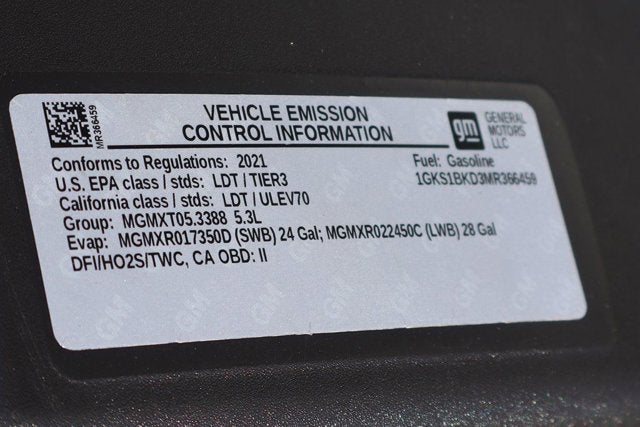 MR366459
VEHICLE EMISSION
CONTROL INFORMATION
gm
GENERAL
MOTORS
LLC
Conforms to Regulations: 2021
Fuel: Gasoline
U.S. EPA class / stds: LDT / TIER3
1GKS1BKD3MR366459
California class / stds: LDT / ULEV70
Group: MGMXT05.3388 5.3L
Evap: MGMXR017350D (SWB) 24 Gal; MGMXR022450C (LWB) 28 Gal
DFI/HO2S/TWC, CA OBD: II